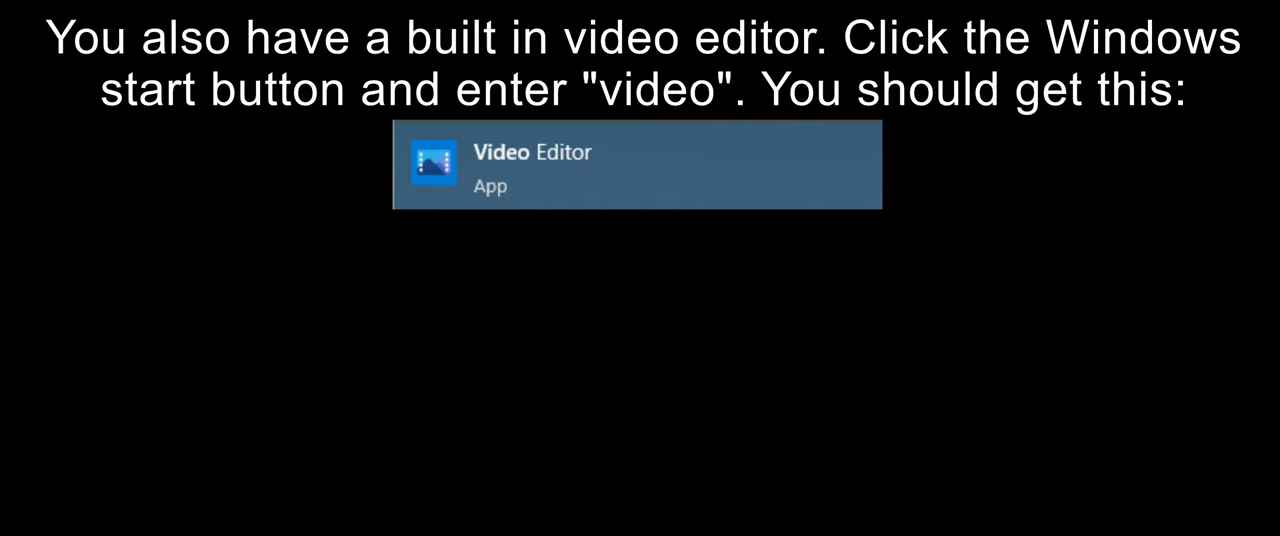 You also have a built in video editor. Click the Windows
start button and enter "video". You should get this:
Video Editor
App